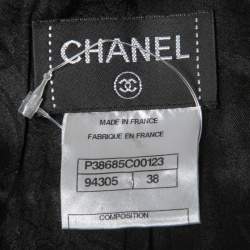 CHANEL
MADE IN FRANCE
FABRIQUE EN FRANCE
P38685C00123
94305 38
COMPOSITION